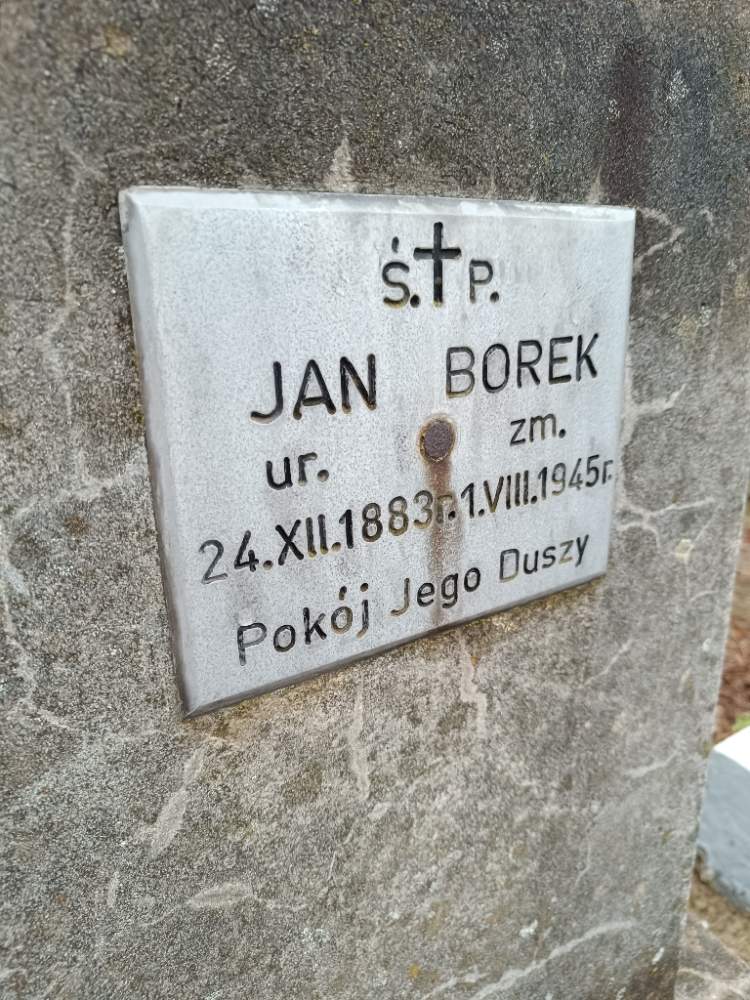 Ś.✝P.
JAN BOREK
ur. zm.
24.XII.1883r.1.VIII.1945r.
Pokój Jego Duszy